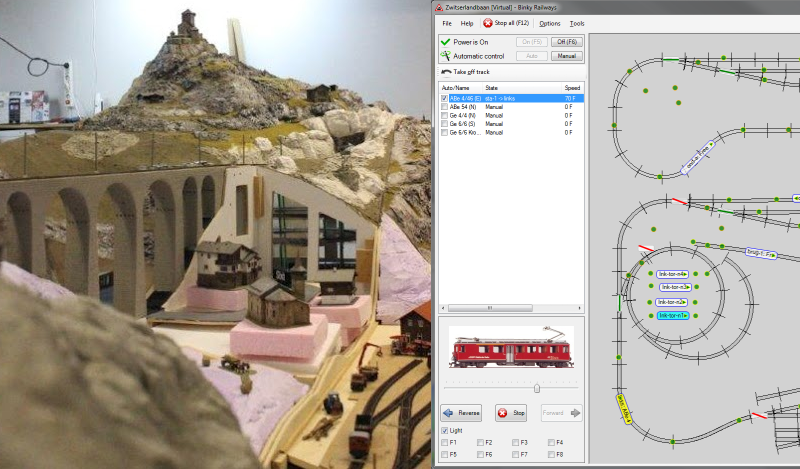 Zwitserlandbaan [Virtual] - Binky Railways
File Help Stop all (F12) Options Tools
Power is On On (F5) Off (F6)
Automatic control Auto Manual
Take off track
Auto/Name State Speed
ABe 4/4 (E) sta-1 -> links 70 F
ABe 54 (N) Manual 0 F
Ge 4/4 (N) Manual 0 F
Ge 6/6 (S) Manual 0 F
Ge 6/6 Kro... Manual 0 F
link-tor-n4
link-tor-n3
link-tor-n2
link-tor-n1
Reverse Stop Forward
Light
F1 F2 F3 F4
F5 F6 F7 F8